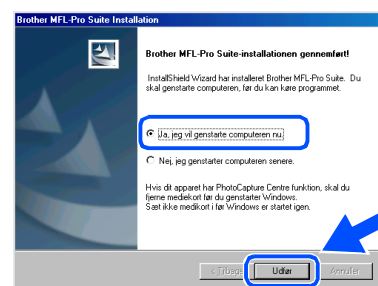 Brother MFL-Pro Suite Installation
Brother MFL-Pro Suite-installationen gennemført!
InstallShield Wizard har installeret Brother MFL-Pro Suite. Du
skal genstarte computeren, før du kan køre programmet.
Ja, jeg vil genstarte computeren nu.
Nej, jeg genstarter computeren senere.
Hvis dit apparat har PhotoCapture Centre funktion, skal du
fjerne mediekort før du genstarter Windows.
Sæt ikke mediekort i før Windows er startet igen.
< Tilbage Udfør Annuller